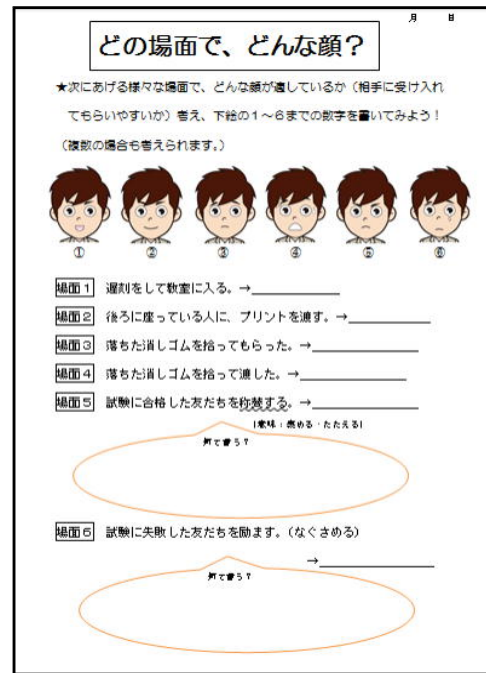 月　日
どの場面で、どんな顔？
★次にあげる様々な場面で、どんな顔が適しているか（相手に受け入れ
てもらいやすいか）考え、下絵の１～６までの数字を書いてみよう！
（複数の場合も考えられます。）
① ② ③ ④ ⑤ ⑥
場面１ 遅刻をして教室に入る。→
場面２ 後ろに座っている人に、プリントを渡す。→
場面３ 落ちた消しゴムを拾ってもらった。→
場面４ 落ちた消しゴムを拾って渡した。→
場面５ 試験に合格した友だちを称賛する。→
（意味：褒める・たたえる）
何て言う？
場面６ 試験に失敗した友だちを励ます。（なぐさめる）
→
何て言う？